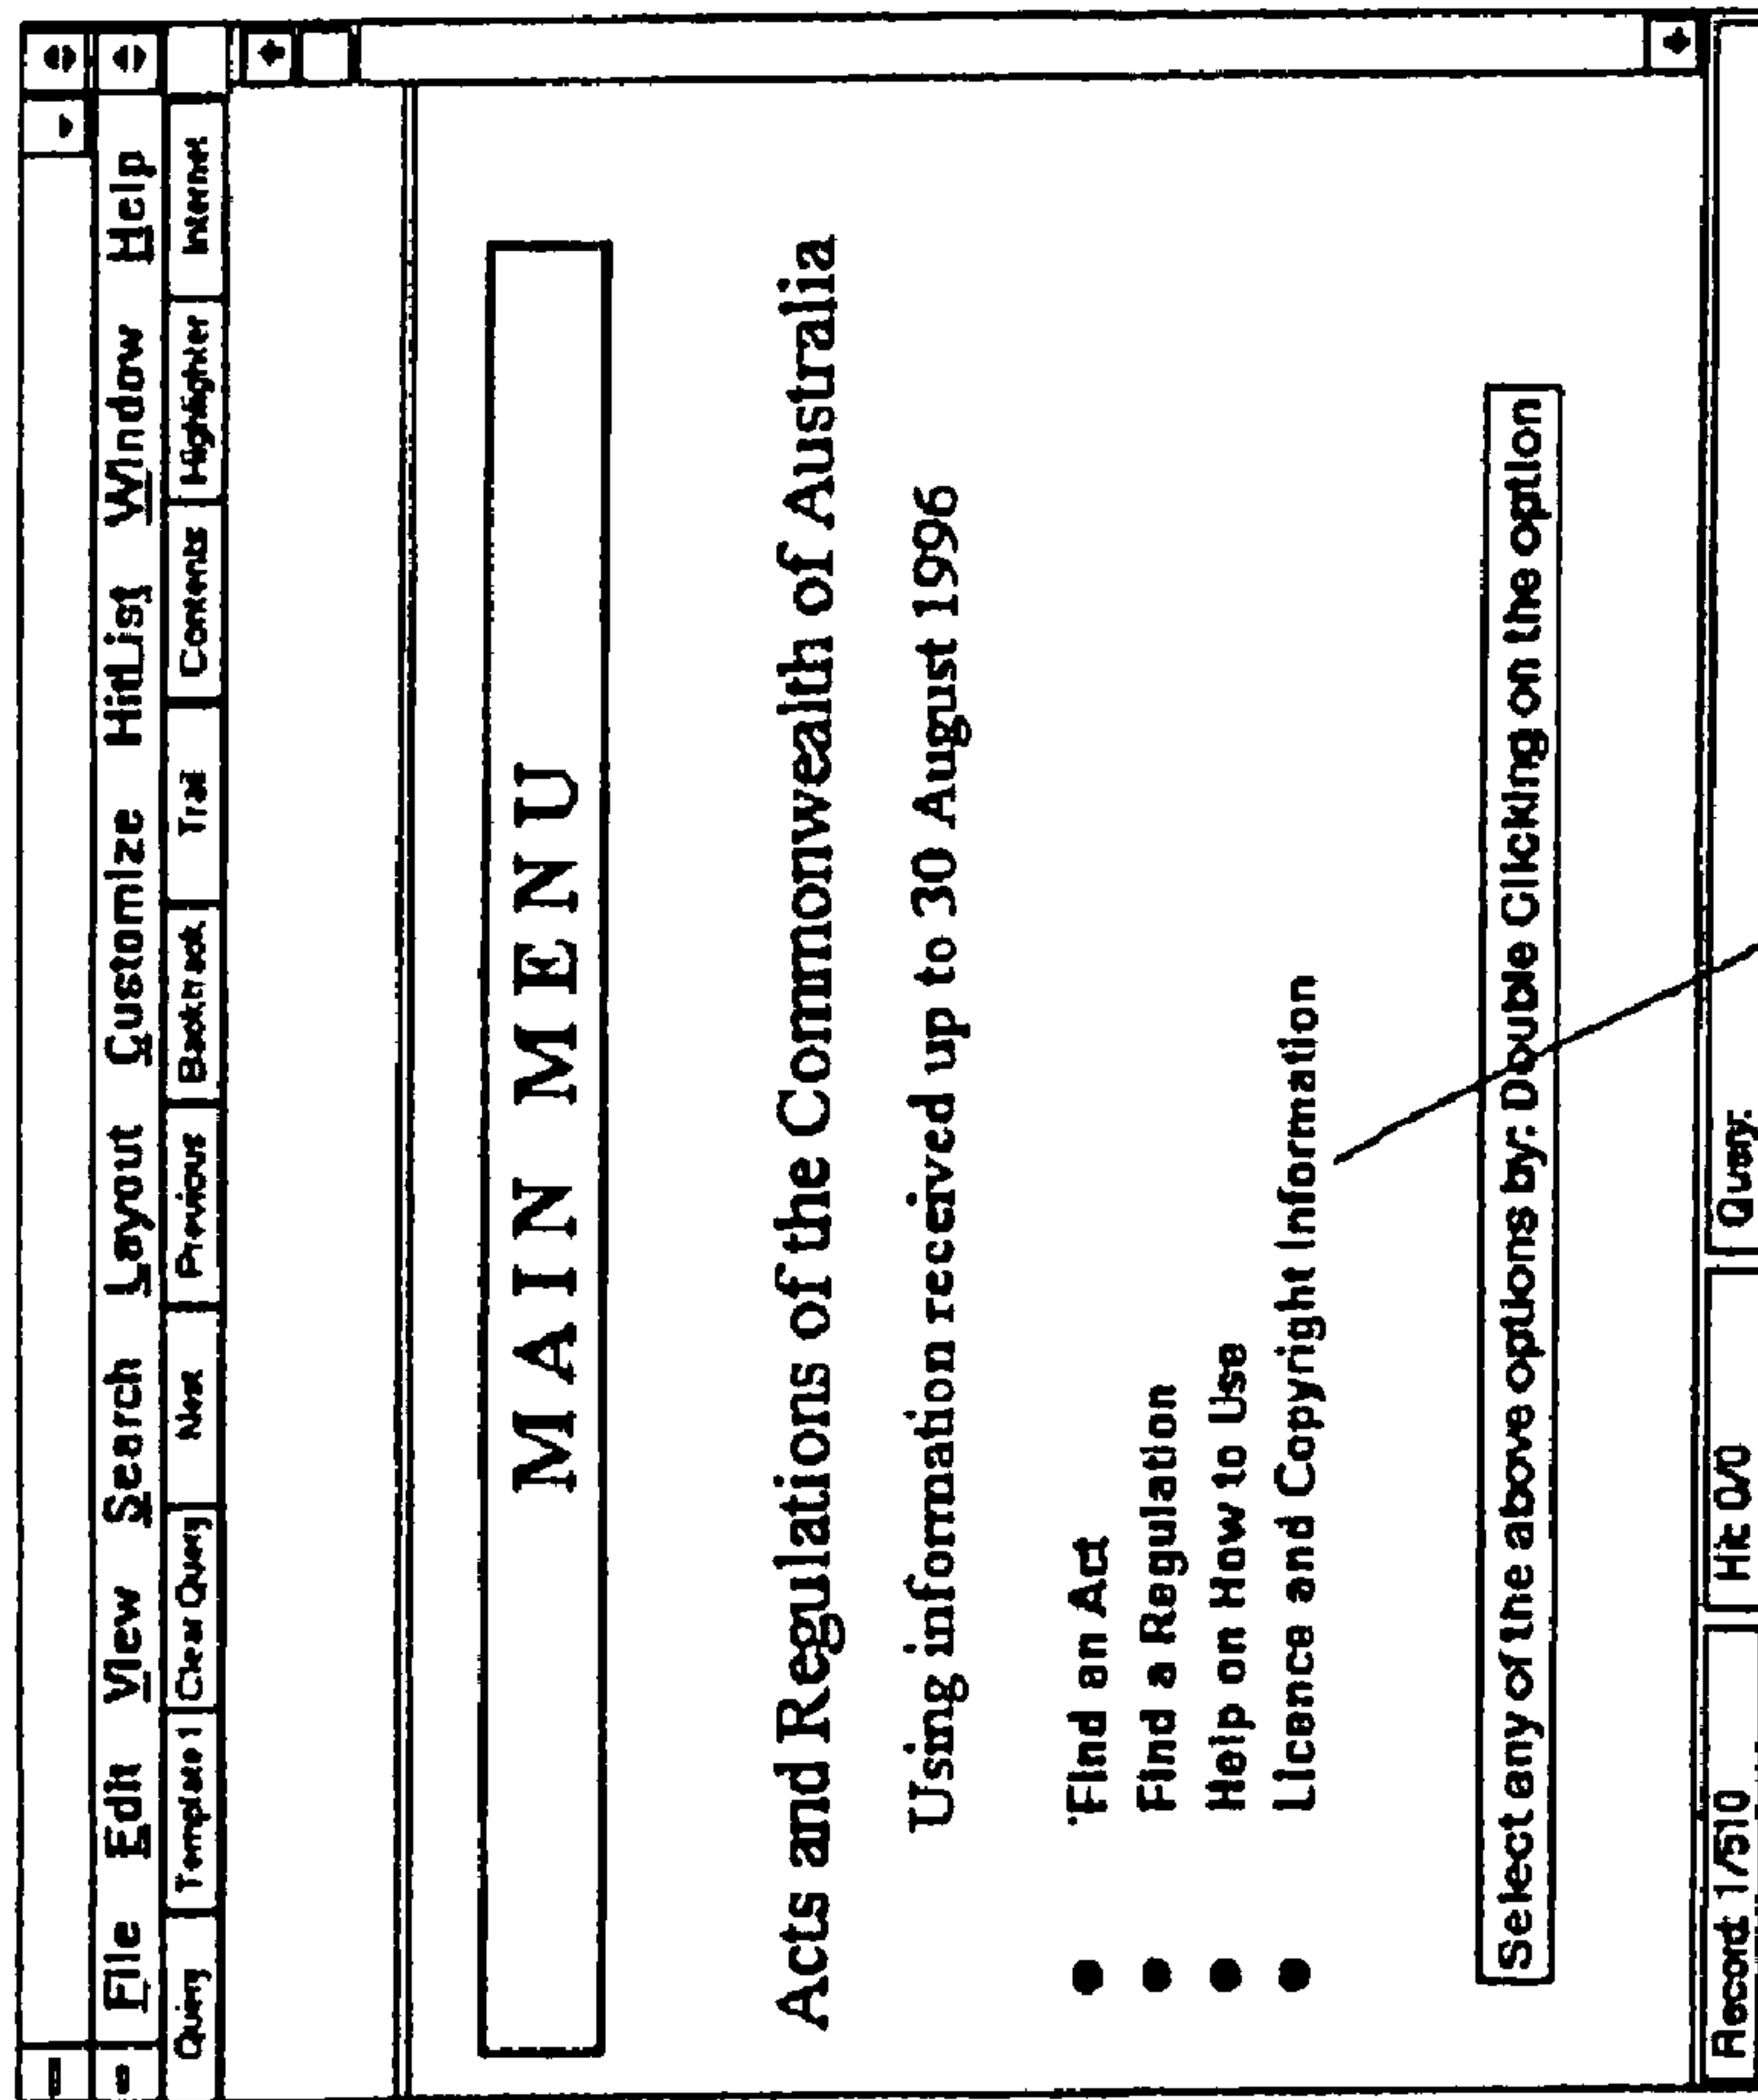 File Edit View Search Layout Customize HitList Window Help
Query Template 1 Clear Query Next Previous Backtrack Trail Contents Highlighter Internet
MAIN MENU
Acts and Regulations of the Commonwealth of Australia
Using information received up to 30 August 1996
● Find an Act
● Find a Regulation
● Help on How to Use
● Licence and Copyright Information
Select any of the above options by: Double Clicking on the option
Record: 1/510 Hit: 0/0 Query: